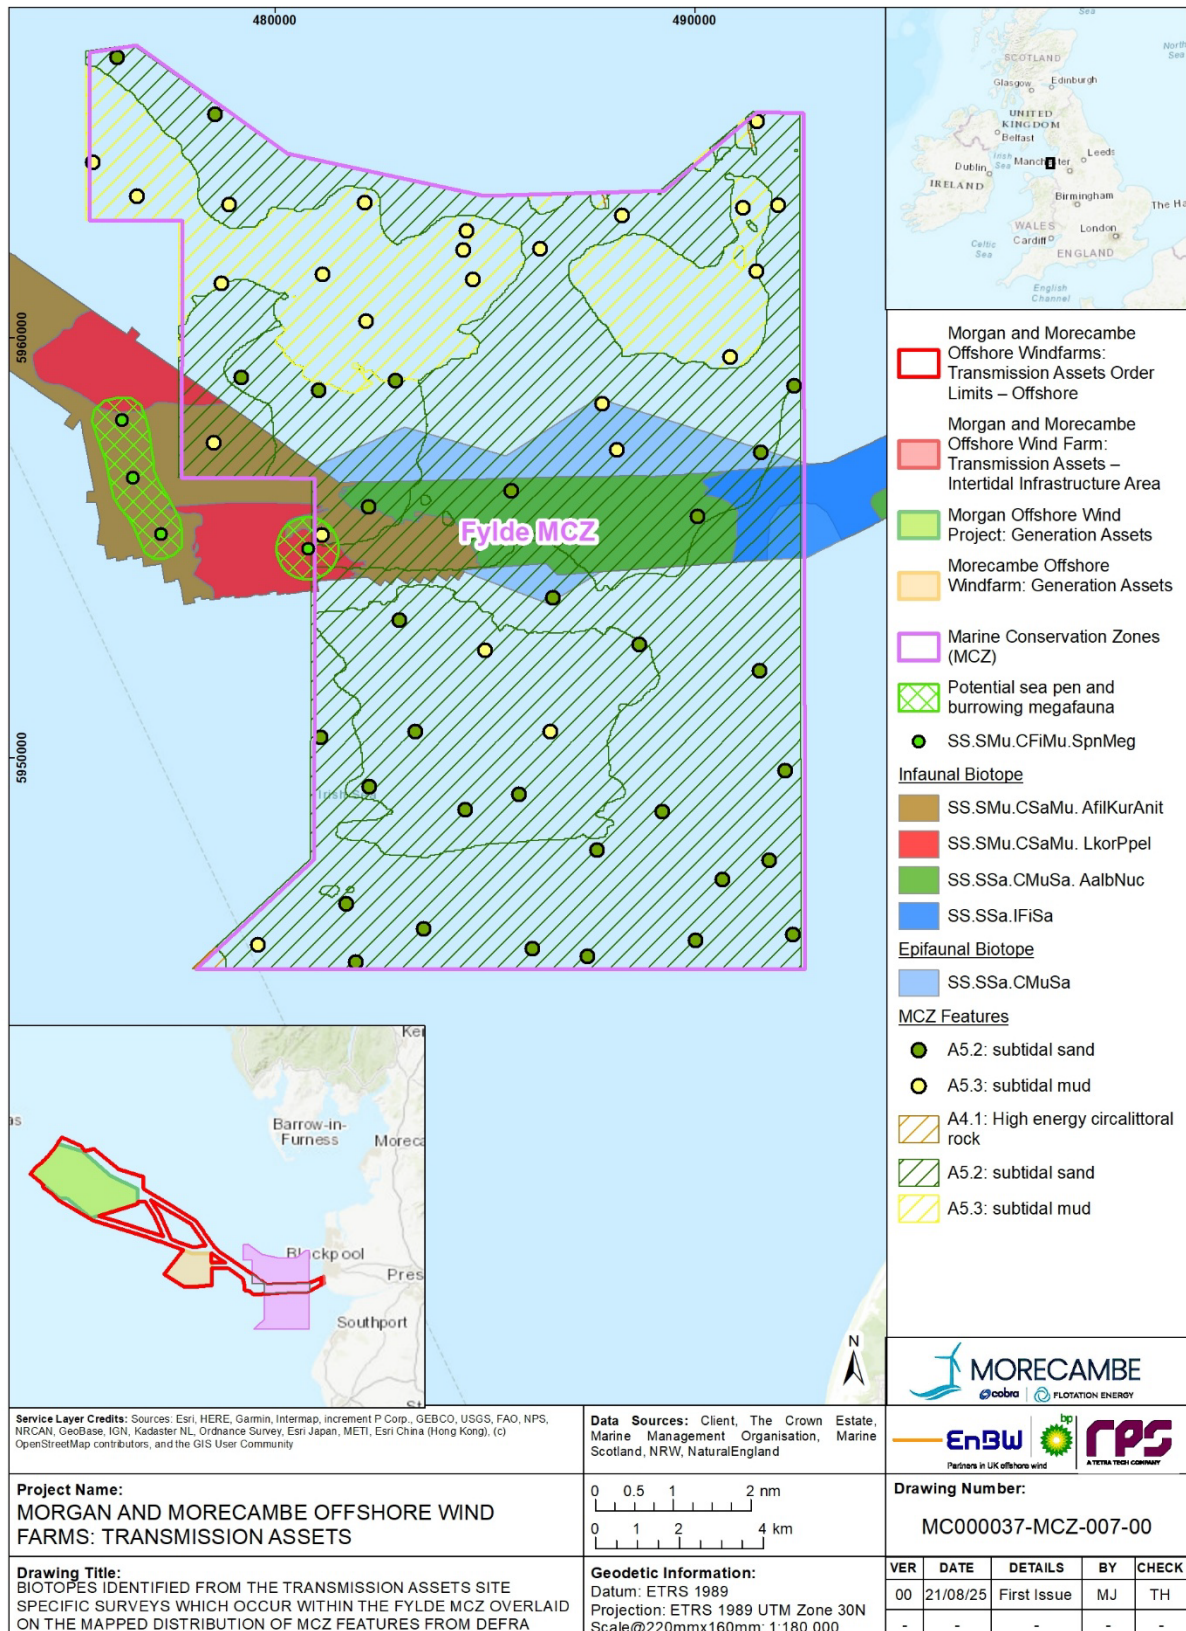 480000
490000
5960000
5950000
Fylde MCZ
SCOTLAND
Glasgow
Edinburgh
North
Sea
UNITED
KINGDOM
Belfast
Irish
Sea
Manchester
Leeds
Dublin
IRELAND
Birmingham
The Ha
WALES
Cardiff
London
ENGLAND
Celtic
Sea
English
Channel
Morgan and Morecambe
Offshore Windfarms:
Transmission Assets Order
Limits – Offshore
Morgan and Morecambe
Offshore Wind Farm:
Transmission Assets –
Intertidal Infrastructure Area
Morgan Offshore Wind
Project: Generation Assets
Morecambe Offshore
Windfarm: Generation Assets
Marine Conservation Zones
(MCZ)
Potential sea pen and
burrowing megafauna
SS.SMu.CFiMu.SpnMeg
Infaunal Biotope
SS.SMu.CSaMu. AfilKurAnit
SS.SMu.CSaMu. LkorPpel
SS.SSa.CMuSa. AalbNuc
SS.SSa.IFiSa
Epifaunal Biotope
SS.SSa.CMuSa
MCZ Features
A5.2: subtidal sand
A5.3: subtidal mud
A4.1: High energy circalittoral
rock
A5.2: subtidal sand
A5.3: subtidal mud
Ke
Barrow-in-
Furness
Moreca
as
Blackpool
Pres
Southport
St
N
MORECAMBE
cobra
FLOTATION ENERGY
Service Layer Credits: Sources: Esri, HERE, Garmin, Intermap, increment P Corp., GEBCO, USGS, FAO, NPS,
NRCAN, GeoBase, IGN, Kadaster NL, Ordnance Survey, Esri Japan, METI, Esri China (Hong Kong), (c)
OpenStreetMap contributors, and the GIS User Community
Data Sources: Client, The Crown Estate,
Marine Management Organisation, Marine
Scotland, NRW, NaturalEngland
EnBW
Partners in UK offshore wind
bp
rps
A TETRA TECH COMPANY
Project Name:
MORGAN AND MORECAMBE OFFSHORE WIND
FARMS: TRANSMISSION ASSETS
0 0.5 1 2 nm
0 1 2 4 km
Drawing Number:
MC000037-MCZ-007-00
Drawing Title:
BIOTOPES IDENTIFIED FROM THE TRANSMISSION ASSETS SITE
SPECIFIC SURVEYS WHICH OCCUR WITHIN THE FYLDE MCZ OVERLAID
ON THE MAPPED DISTRIBUTION OF MCZ FEATURES FROM DEFRA
Geodetic Information:
Datum: ETRS 1989
Projection: ETRS 1989 UTM Zone 30N
Scale@220mmx160mm: 1:180,000
VER DATE DETAILS BY CHECK
00 21/08/25 First Issue MJ TH
- - - - -